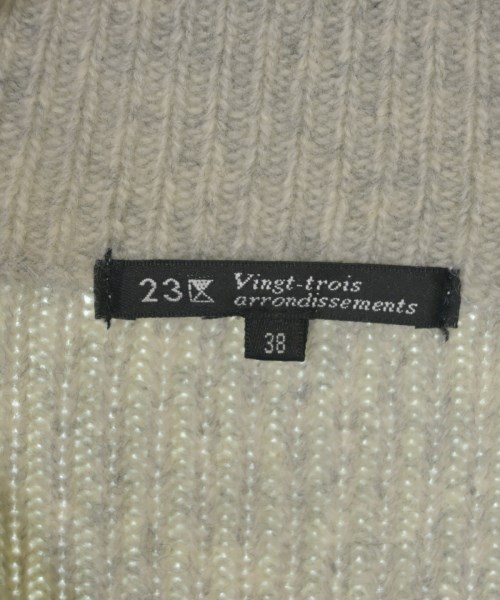 23区
Vingt-trois
arrondissements
38